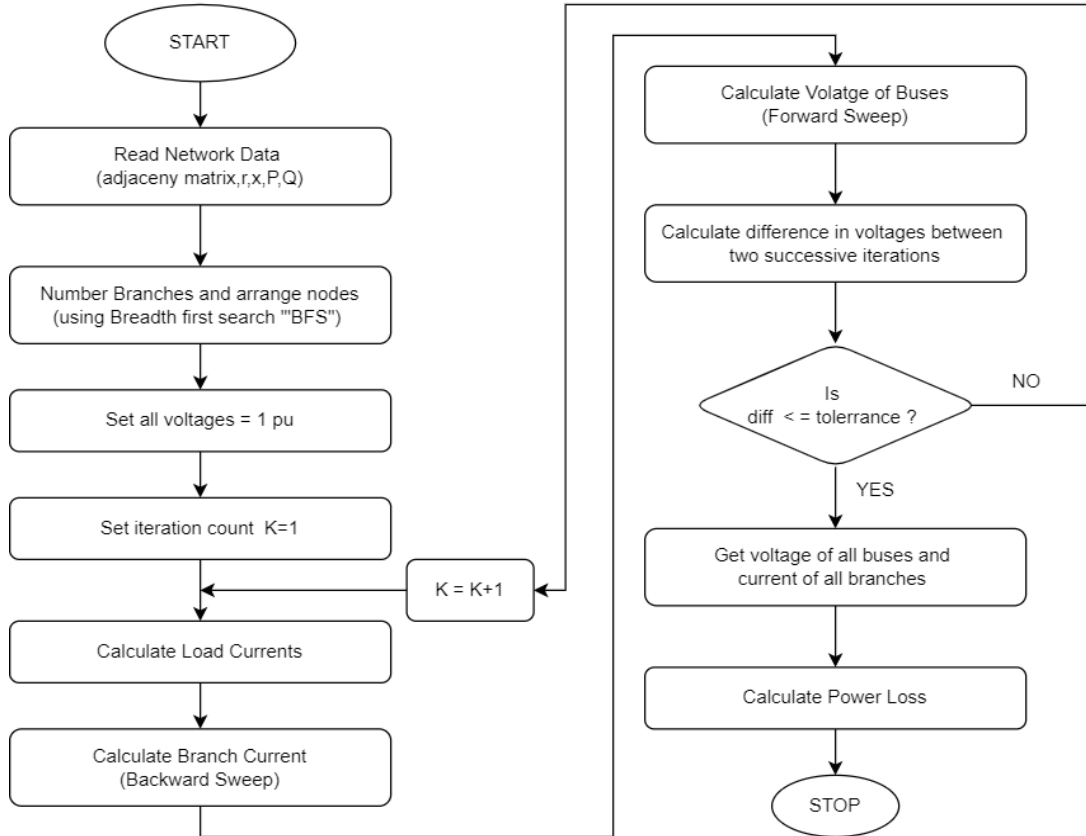 START
Read Network Data
(adjaceny matrix,r,x,P,Q)
Number Branches and arrange nodes
(using Breadth first search "'BFS")
Set all voltages = 1 pu
Set iteration count K=1
K = K+1
Calculate Load Currents
Calculate Branch Current
(Backward Sweep)
Calculate Volatge of Buses
(Forward Sweep)
Calculate difference in voltages between
two successive iterations
Is
diff < = tolerrance ?
NO
YES
Get voltage of all buses and
current of all branches
Calculate Power Loss
STOP